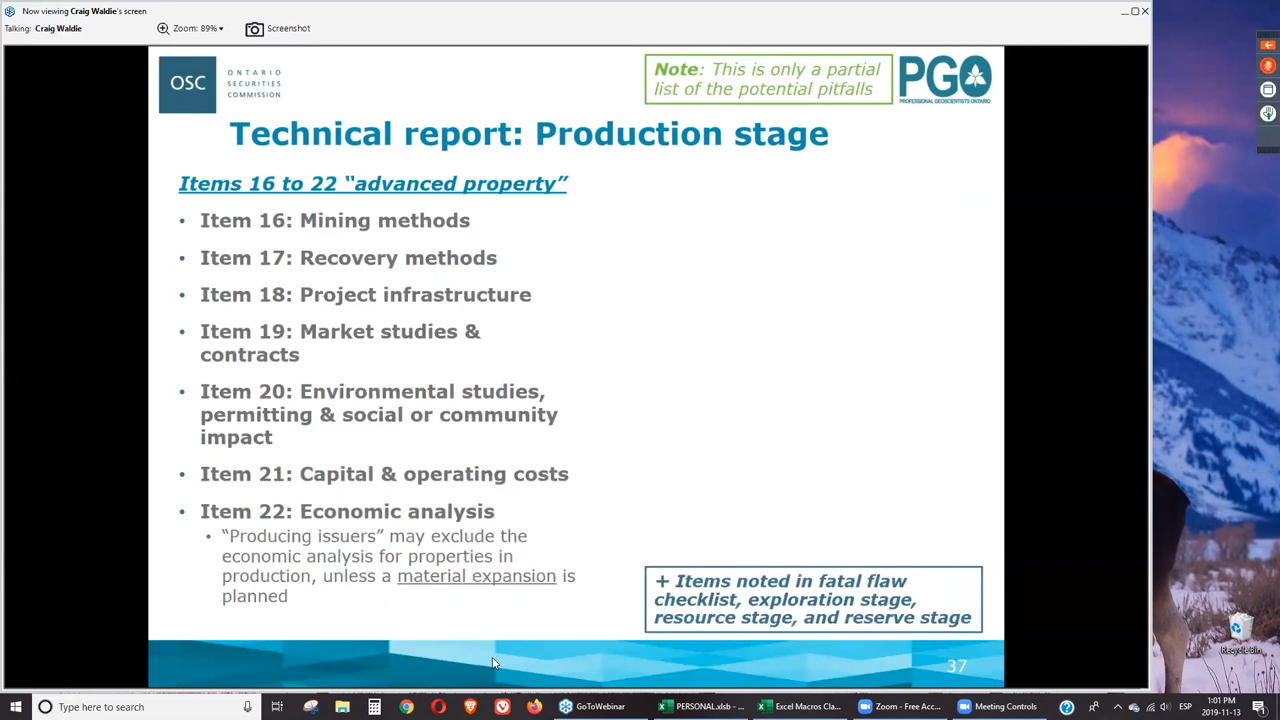 Now viewing Craig Waldie's screen
Talking: Craig Waldie
Zoom: 89%
Screenshot
OSC
ONTARIO
SECURITIES
COMMISSION
Note: This is only a partial
list of the potential pitfalls
PGO
PROFESSIONAL GEOSCIENTISTS ONTARIO
Technical report: Production stage
Items 16 to 22 “advanced property”
• Item 16: Mining methods
• Item 17: Recovery methods
• Item 18: Project infrastructure
• Item 19: Market studies &
contracts
• Item 20: Environmental studies,
permitting & social or community
impact
• Item 21: Capital & operating costs
• Item 22: Economic analysis
• “Producing issuers” may exclude the
economic analysis for properties in
production, unless a material expansion is
planned
+ Items noted in fatal flaw
checklist, exploration stage,
resource stage, and reserve stage
37
Recycle Bin
Type here to search
GoToWebinar
PERSONAL.xlsb - ...
Excel Macros Cla...
Zoom - Free Acc...
Meeting Controls
ESP
1:01 PM
2019-11-13